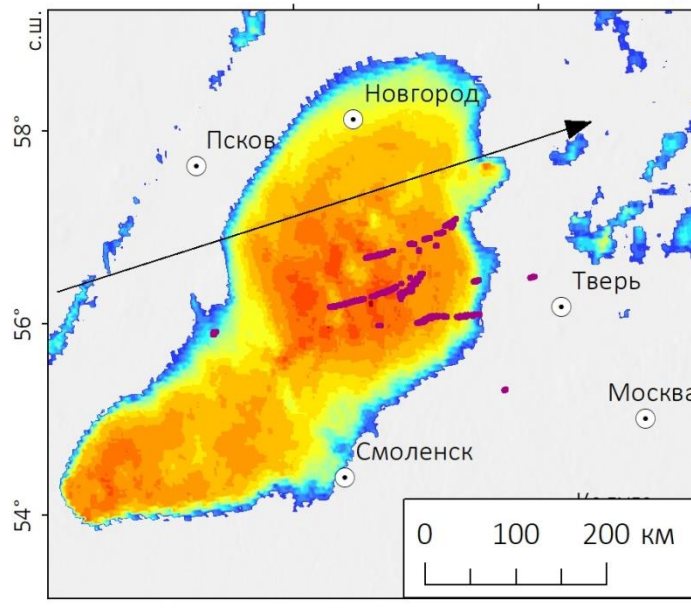 с.ш.
Новгород
58°
Псков
Тверь
56°
Москва
Смоленск
54°
0 100 200 км